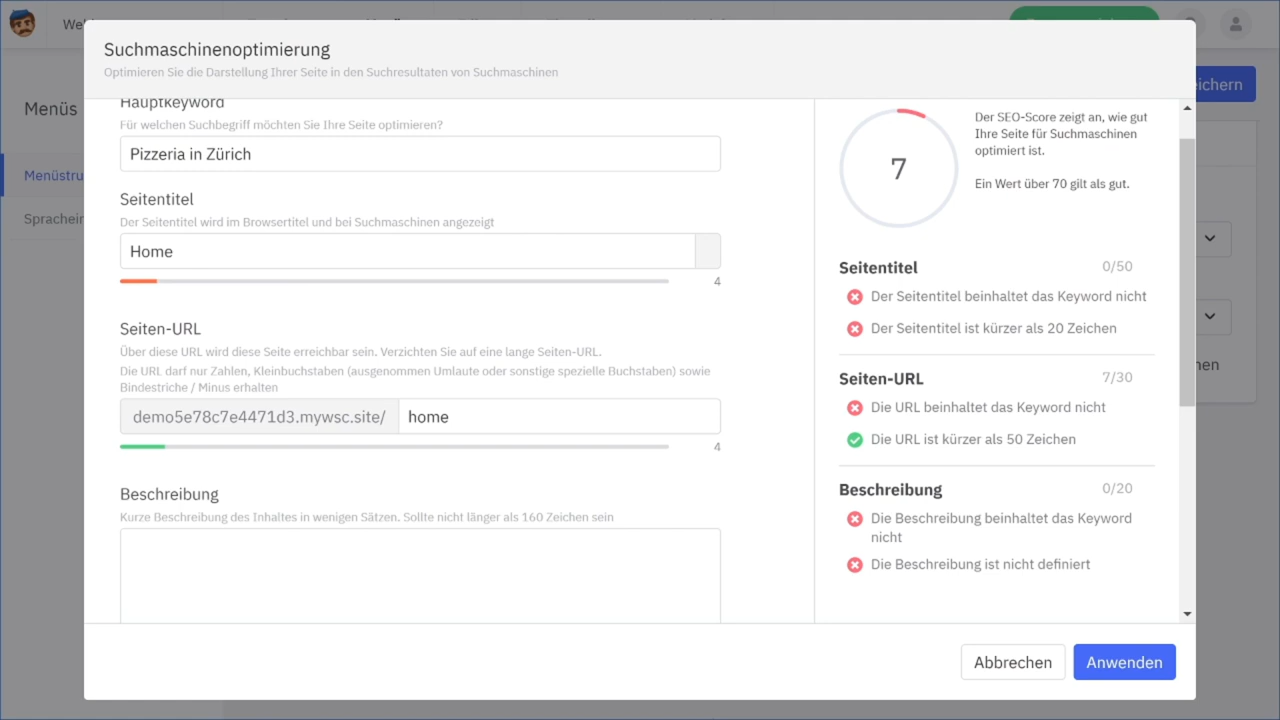 Suchmaschinenoptimierung
Optimieren Sie die Darstellung Ihrer Seite in den Suchresultaten von Suchmaschinen
Menüs
Hauptkeyword
Für welchen Suchbegriff möchten Sie Ihre Seite optimieren?
Pizzeria in Zürich
Seitentitel
Der Seitentitel wird im Browsertitel und bei Suchmaschinen angezeigt
Home
4
Seiten-URL
Über diese URL wird diese Seite erreichbar sein. Verzichten Sie auf eine lange Seiten-URL.
Die URL darf nur Zahlen, Kleinbuchstaben (ausgenommen Umlaute oder sonstige spezielle Buchstaben) sowie
Bindestriche / Minus erhalten
demo5e78c7e4471d3.mywsc.site/ home
4
Beschreibung
Kurze Beschreibung des Inhaltes in wenigen Sätzen. Sollte nicht länger als 160 Zeichen sein
7
Der SEO-Score zeigt an, wie gut
Ihre Seite für Suchmaschinen
optimiert ist.
Ein Wert über 70 gilt als gut.
Seitentitel 0/50
Der Seitentitel beinhaltet das Keyword nicht
Der Seitentitel ist kürzer als 20 Zeichen
Seiten-URL 7/30
Die URL beinhaltet das Keyword nicht
Die URL ist kürzer als 50 Zeichen
Beschreibung 0/20
Die Beschreibung beinhaltet das Keyword
nicht
Die Beschreibung ist nicht definiert
Abbrechen
Anwenden